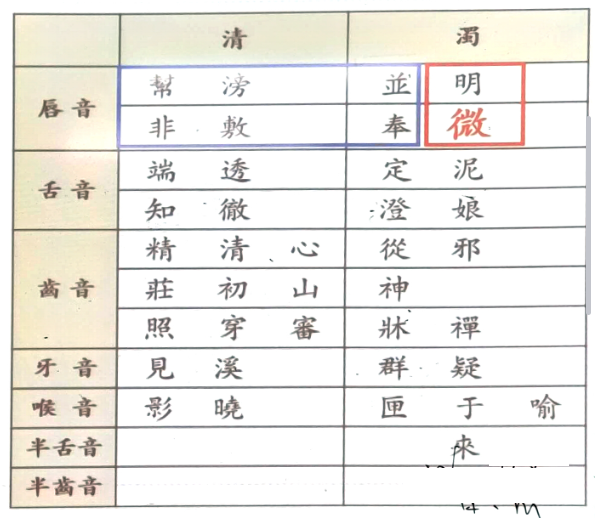 清 濁
唇音 幫 滂 並 明
非 敷 奉 微
舌音 端 透 定 泥
知 徹 澄 娘
齒音 精 清 心 從 邪
莊 初 山 神
照 穿 審 牀 禪
牙音 見 溪 群 疑
喉音 影 曉 匣 于 喻
半舌音 來
半齒音